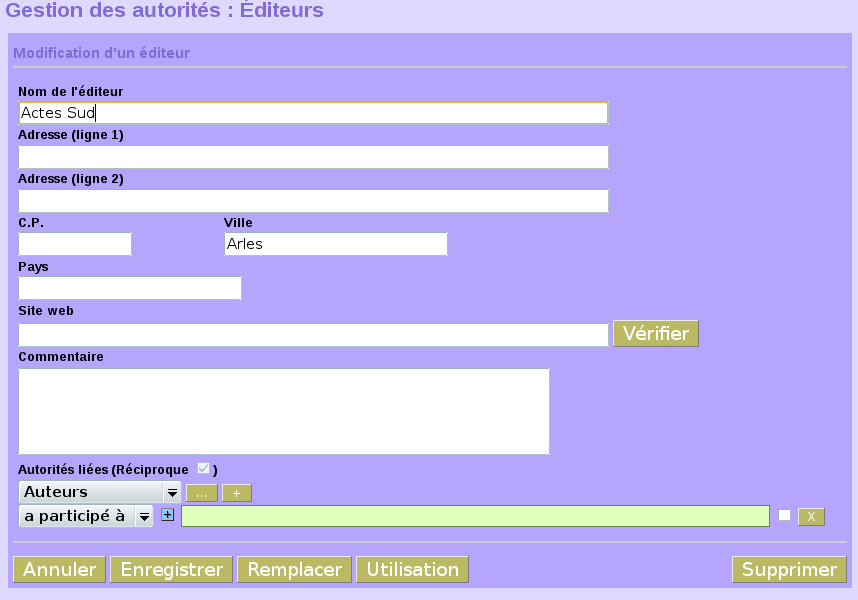 Gestion des autorités : Éditeurs
Modification d'un éditeur
Nom de l'éditeur
Actes Sud
Adresse (ligne 1)
Adresse (ligne 2)
C.P. Ville
Arles
Pays
Site web
Vérifier
Commentaire
Autorités liées (Réciproque )
Auteurs ... +
a participé à + X
Annuler Enregistrer Remplacer Utilisation Supprimer